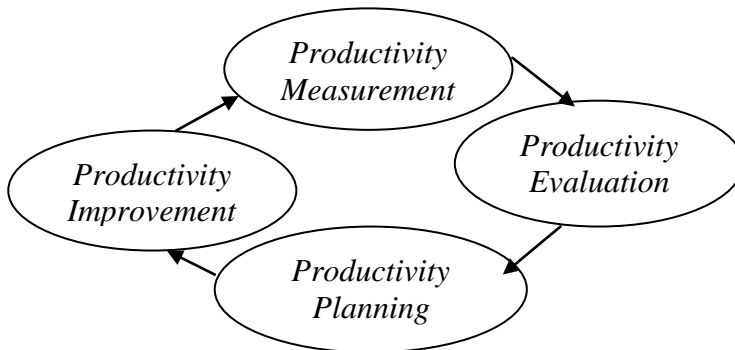 Productivity
Measurement
Productivity
Evaluation
Productivity
Improvement
Productivity
Planning